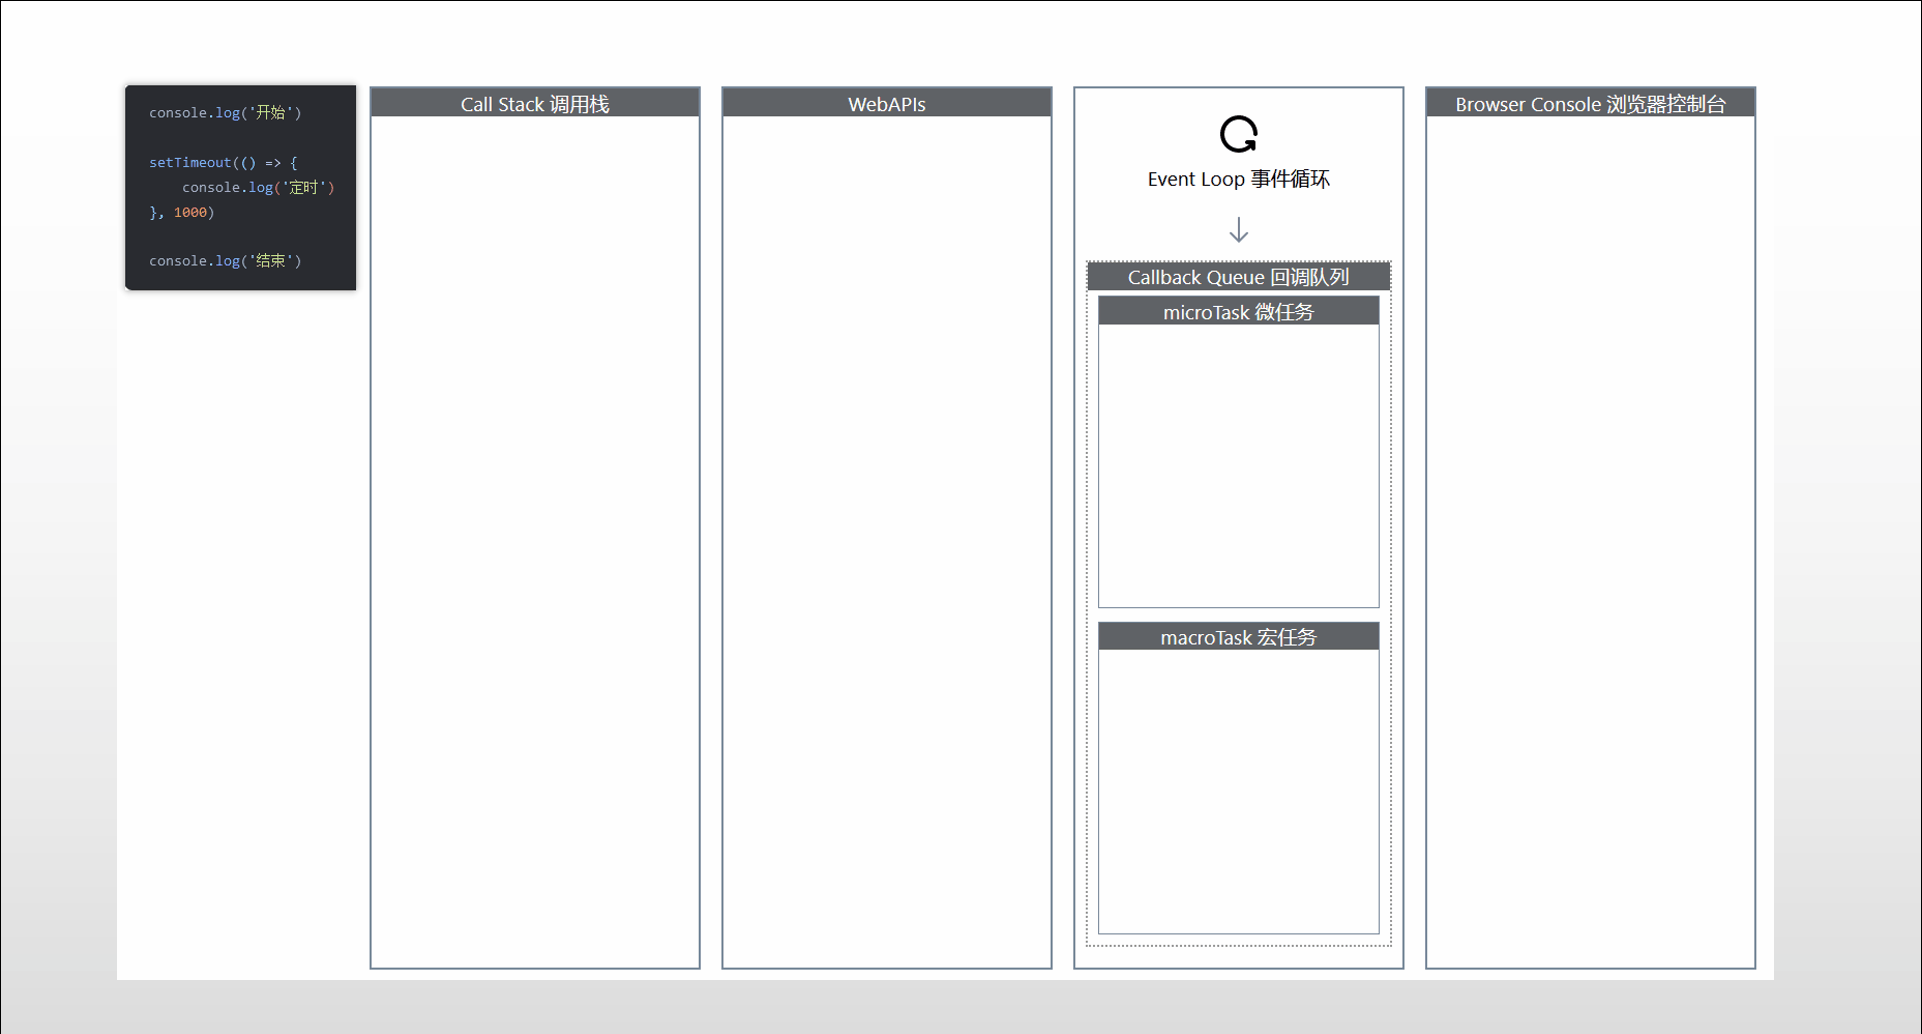 console.log('开始')
setTimeout(() => {
console.log('定时')
}, 1000)
console.log('结束')
Call Stack 调用栈
WebAPIs
Event Loop 事件循环
Callback Queue 回调队列
microTask 微任务
macroTask 宏任务
Browser Console 浏览器控制台